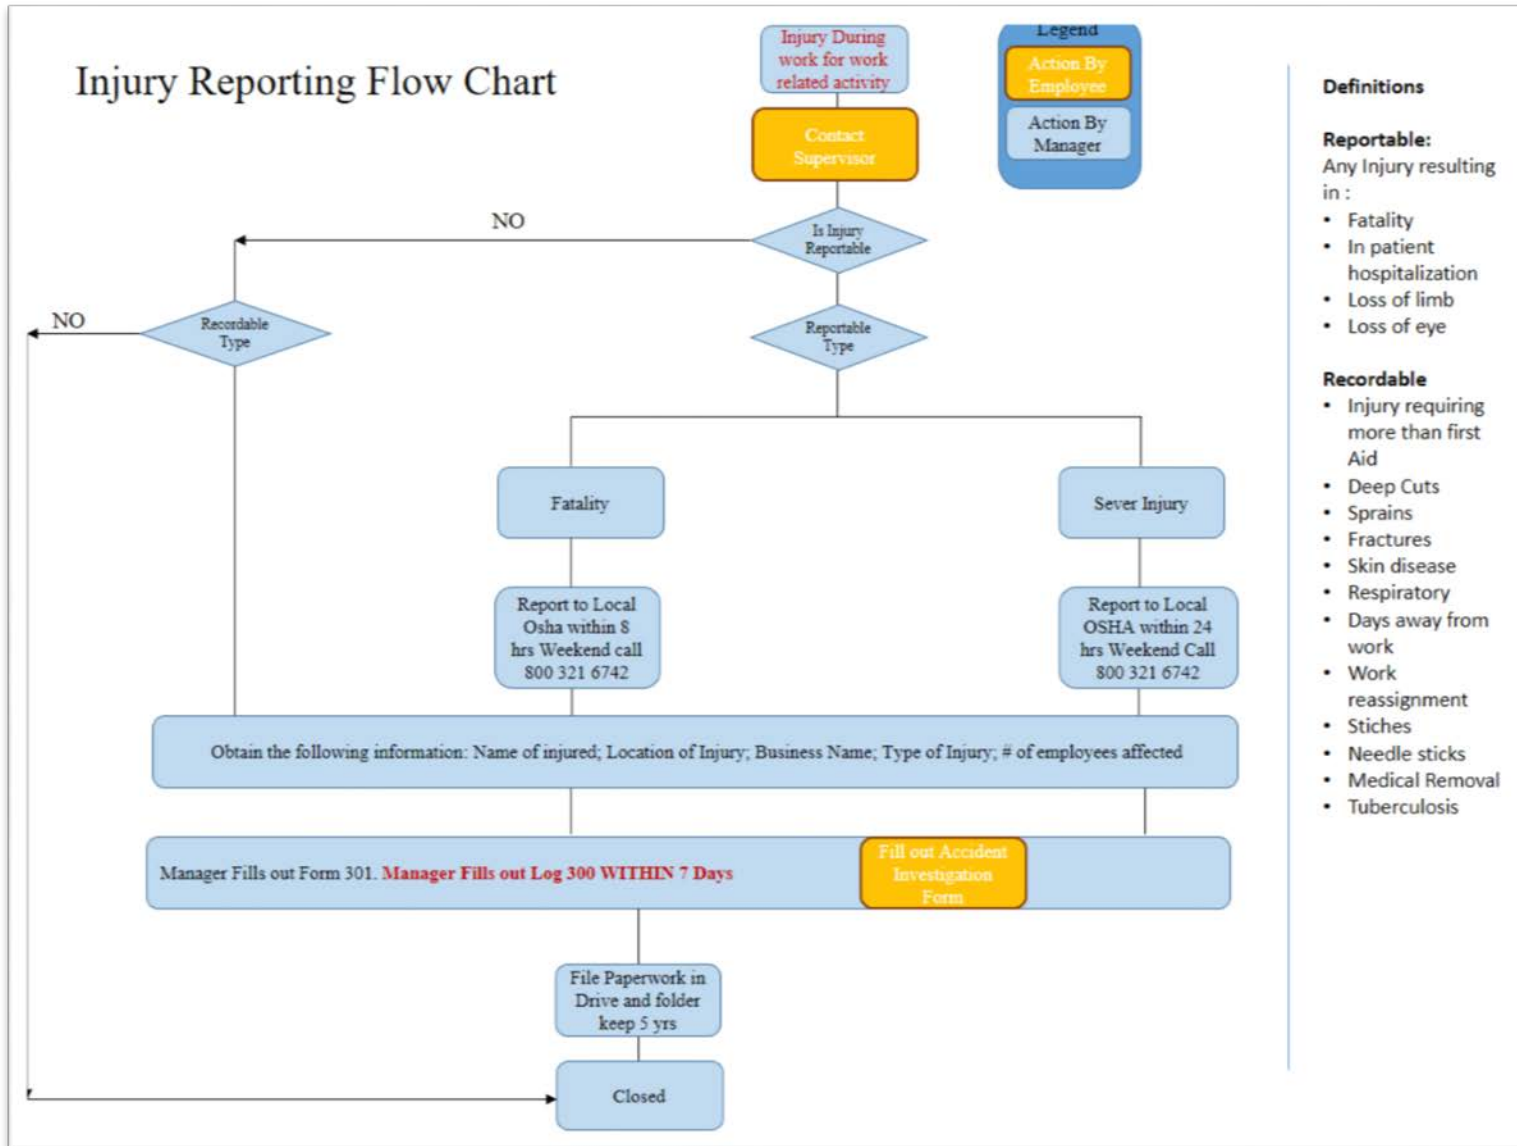 Injury Reporting Flow Chart
Injury During
work for work
related activity
Legend
Action By
Employee
Action By
Manager
Contact
Supervisor
Is Injury
Reportable
NO
NO
Recordable
Type
Reportable
Type
Fatality
Sever Injury
Report to Local
Osha within 8
hrs Weekend call
800 321 6742
Report to Local
OSHA within 24
hrs Weekend Call
800 321 6742
Obtain the following information: Name of injured; Location of Injury; Business Name; Type of Injury; # of employees affected
Manager Fills out Form 301. Manager Fills out Log 300 WITHIN 7 Days
Fill out Accident
Investigation
Form
File Paperwork in
Drive and folder
keep 5 yrs
Closed
Definitions
Reportable:
Any Injury resulting
in :
• Fatality
• In patient
hospitalization
• Loss of limb
• Loss of eye
Recordable
• Injury requiring
more than first
Aid
• Deep Cuts
• Sprains
• Fractures
• Skin disease
• Respiratory
• Days away from
work
• Work
reassignment
• Stiches
• Needle sticks
• Medical Removal
• Tuberculosis